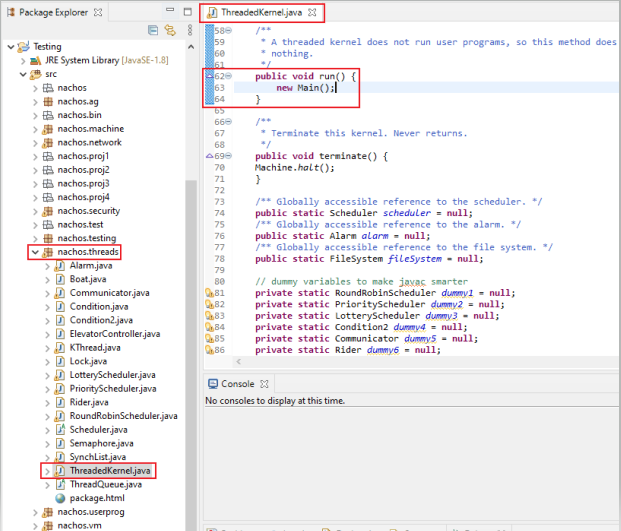 Package Explorer
Testing
JRE System Library [JavaSE-1.8]
src
nachos
nachos.ag
nachos.bin
nachos.machine
nachos.network
nachos.proj1
nachos.proj2
nachos.proj3
nachos.proj4
nachos.security
nachos.test
nachos.testing
nachos.threads
Alarm.java
Boat.java
Communicator.java
Condition.java
Condition2.java
ElevatorController.java
KThread.java
Lock.java
LotteryScheduler.java
PriorityScheduler.java
Rider.java
RoundRobinScheduler.java
Scheduler.java
Semaphore.java
SynchList.java
ThreadedKernel.java
ThreadQueue.java
package.html
nachos.userprog
nachos.vm
ThreadedKernel.java
58 /**
59 * A threaded kernel does not run user programs, so this method does
60 * nothing.
61 */
62 public void run() {
63 new Main();
64 }
65
66 /**
67 * Terminate this kernel. Never returns.
68 */
69 public void terminate() {
70 Machine.halt();
71 }
72
73 /** Globally accessible reference to the scheduler. */
74 public static Scheduler scheduler = null;
75 /** Globally accessible reference to the alarm. */
76 public static Alarm alarm = null;
77 /** Globally accessible reference to the file system. */
78 public static FileSystem fileSystem = null;
79
80 // dummy variables to make javac smarter
81 private static RoundRobinScheduler dummy1 = null;
82 private static PriorityScheduler dummy2 = null;
83 private static LotteryScheduler dummy3 = null;
84 private static Condition2 dummy4 = null;
85 private static Communicator dummy5 = null;
86 private static Rider dummy6 = null;
Console
No consoles to display at this time.